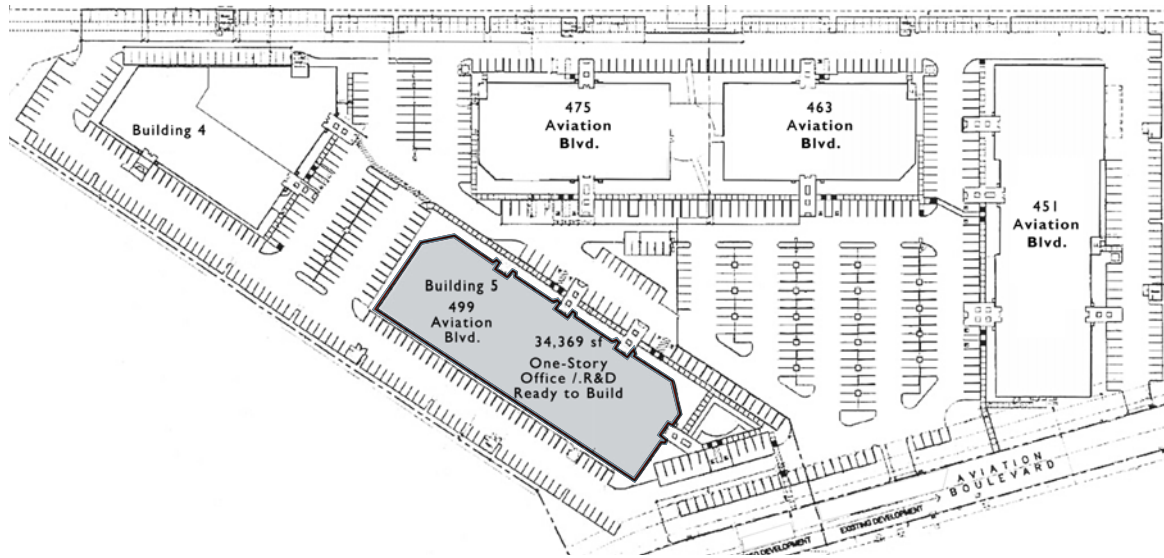 Building 4
475
Aviation
Blvd.
463
Aviation
Blvd.
451
Aviation
Blvd.
Building 5
499
Aviation
Blvd.
34,369 sf
One-Story
Office /.R&D
Ready to Build
AVIATION
BOULEVARD
EXISTING DEVELOPMENT
DEVELOPMENT